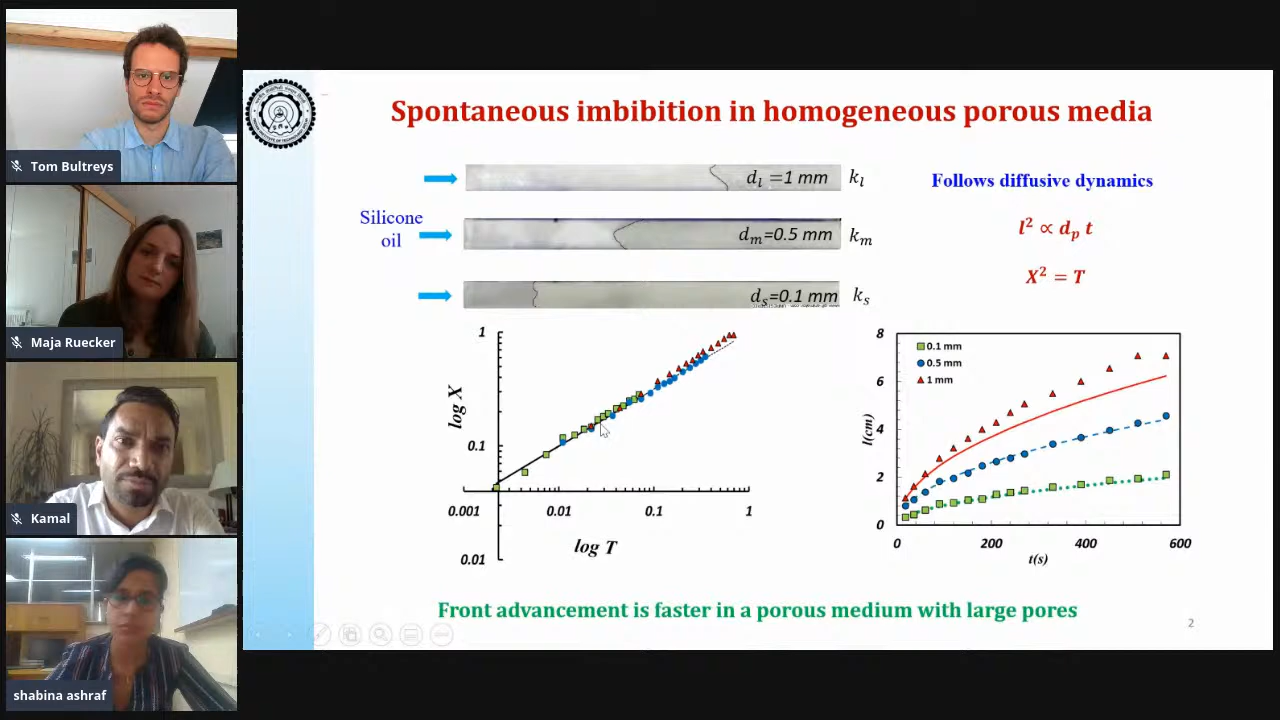 Tom Bultreys
Maja Ruecker
Kamal
shabina ashraf
Spontaneous imbibition in homogeneous porous media
Silicone
oil
d_l =1 mm k_l
d_m=0.5 mm k_m
d_s=0.1 mm k_s
Follows diffusive dynamics
l² ∝ d_p t
X² = T
log X
1
0.1
0.01
0.001 0.01 0.1 1
log T
l(cm)
8
6
4
2
0
0.1 mm
0.5 mm
1 mm
0 200 400 600
t(s)
Front advancement is faster in a porous medium with large pores
2